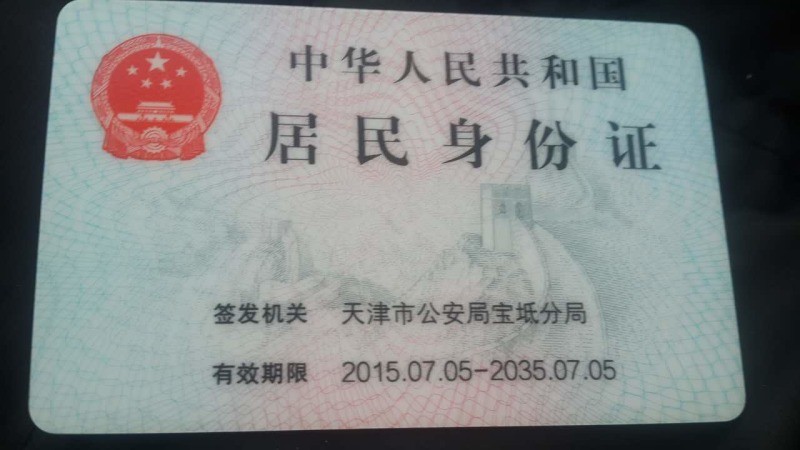 中华人民共和国
居民身份证
签发机关 天津市公安局宝坻分局
有效期限 2015.07.05-2035.07.05